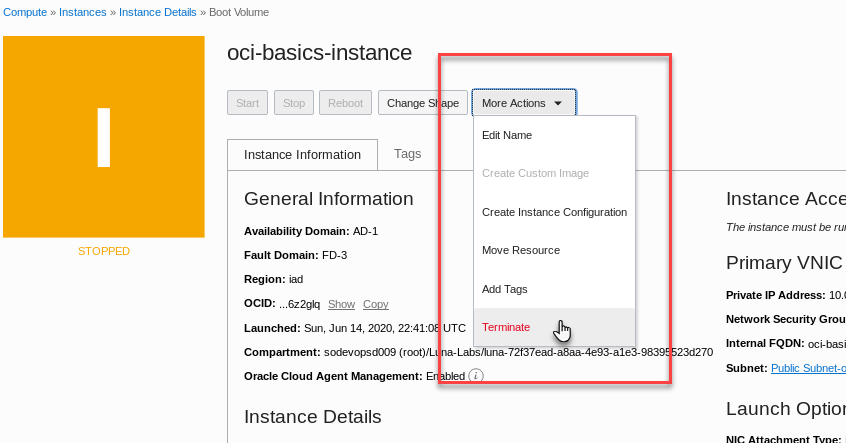 Compute » Instances » Instance Details » Boot Volume
I
STOPPED
oci-basics-instance
Start Stop Reboot Change Shape More Actions
Edit Name
Create Custom Image
Create Instance Configuration
Move Resource
Add Tags
Terminate
Instance Information Tags
General Information
Availability Domain: AD-1
Fault Domain: FD-3
Region: iad
OCID: ...6z2glq Show Copy
Launched: Sun, Jun 14, 2020, 22:41:08 UTC
Compartment: sodevopsd009 (root)/Luna-Labs/luna-72f37ead-a8aa-4e93-a1e3-98395523d270
Oracle Cloud Agent Management: Enabled i
Instance Details
Instance Acce
The instance must be ru
Primary VNIC
Private IP Address: 10.0
Network Security Grou
Internal FQDN: oci-basi
Subnet: Public Subnet-o
Launch Option
NIC Attachment Type: